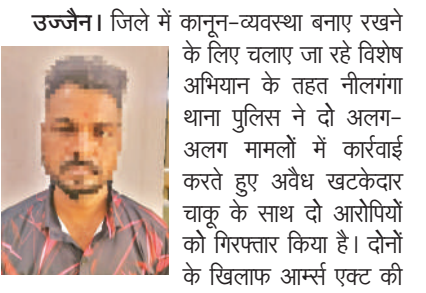 उज्जैन। जिले में कानून-व्यवस्था बनाए रखने
के लिए चलाए जा रहे विशेष
अभियान के तहत नीलगंगा
थाना पुलिस ने दो अलग-
अलग मामलों में कार्रवाई
करते हुए अवैध खटकेदार
चाकू के साथ दो आरोपियों
को गिरफ्तार किया है। दोनों
के खिलाफ आर्म्स एक्ट की